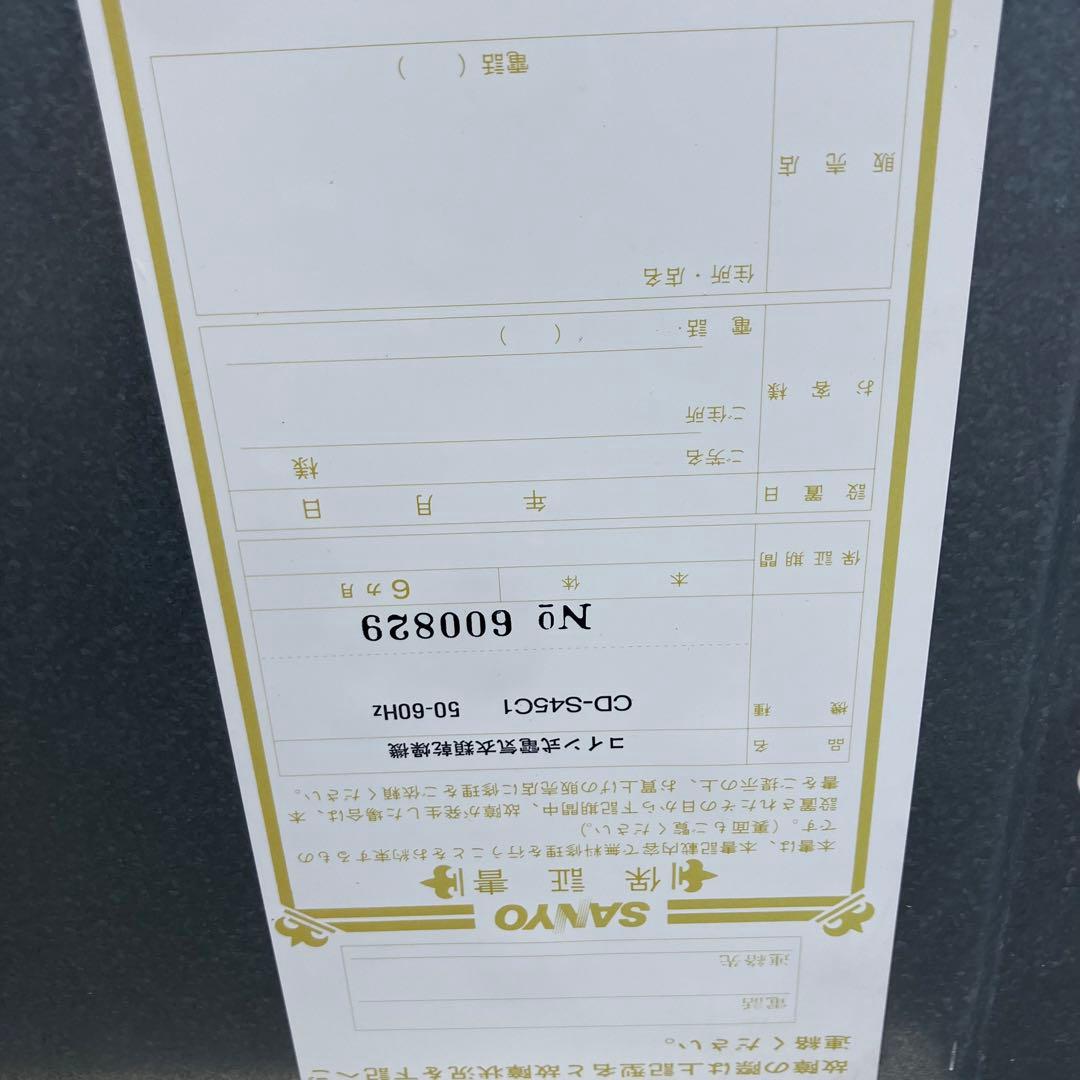 故障の際は上記型名と故障状況を下記へご
連絡ください。
電話
連絡先
SANYO
保証書
本書は、本書記載内容で無料修理を行うことをお約束するもの
です。(裏面もご覧ください。)
設置されたその日から下記期間中、故障が発生した場合は、本
書をご提示の上、お買上げの販売店に修理をご依頼ください。
品名 コイン式電気衣類乾燥機
機種 CD-S45C1 50-60Hz
№ 600829
保証期間 本体 6カ月
設置日 年 月 日
お客様 ご芳名 様
ご住所
電話 ( )
販売店 住所・店名
電話 ( )